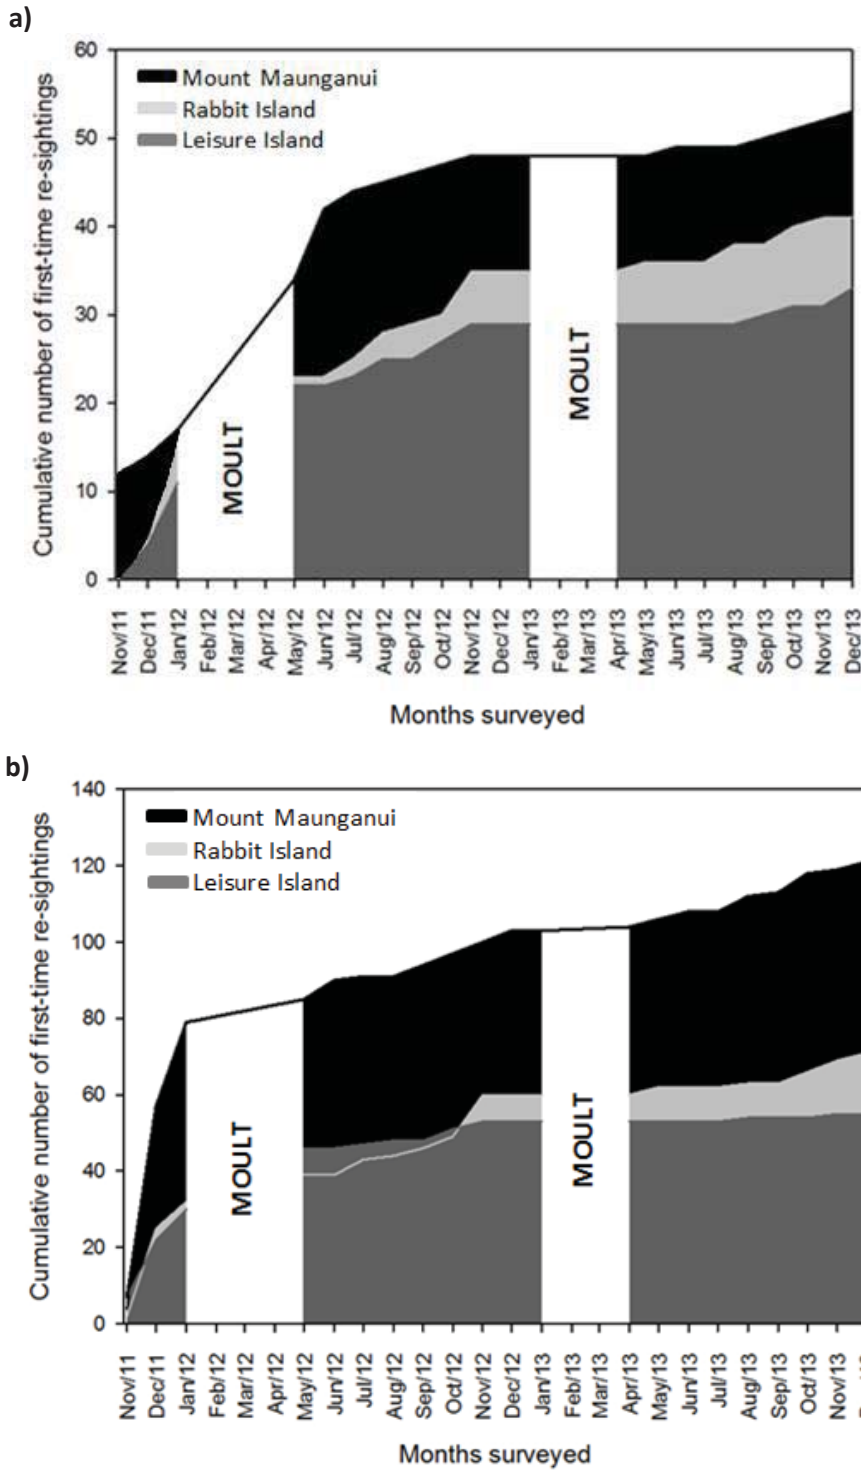 a)
Cumulative number of first-time re-sightings
60
50
40
30
20
10
0
Mount Maunganui
Rabbit Island
Leisure Island
MOULT
MOULT
Nov/11
Dec/11
Jan/12
Feb/12
Mar/12
Apr/12
May/12
Jun/12
Jul/12
Aug/12
Sep/12
Oct/12
Nov/12
Dec/12
Jan/13
Feb/13
Mar/13
Apr/13
May/13
Jun/13
Jul/13
Aug/13
Sep/13
Oct/13
Nov/13
Dec/13
Months surveyed
b)
Cumulative number of first-time re-sightings
140
120
100
80
60
40
20
0
Mount Maunganui
Rabbit Island
Leisure Island
MOULT
MOULT
Nov/11
Dec/11
Jan/12
Feb/12
Mar/12
Apr/12
May/12
Jun/12
Jul/12
Aug/12
Sep/12
Oct/12
Nov/12
Dec/12
Jan/13
Feb/13
Mar/13
Apr/13
May/13
Jun/13
Jul/13
Aug/13
Sep/13
Oct/13
Nov/13
Months surveyed